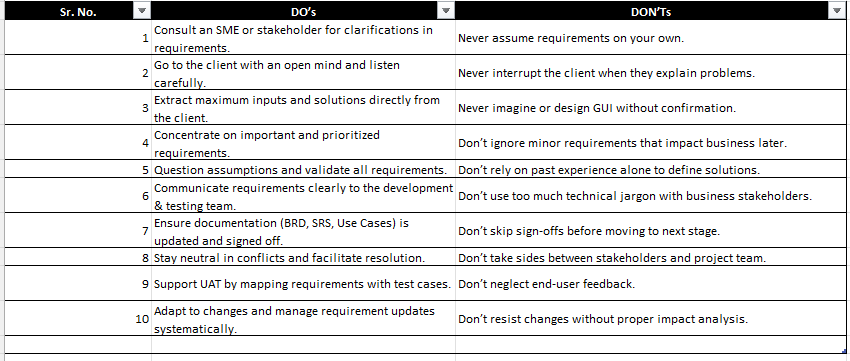 Sr. No. DO's DON'Ts
1 Consult an SME or stakeholder for clarifications in
requirements. Never assume requirements on your own.
2 Go to the client with an open mind and listen
carefully. Never interrupt the client when they explain problems.
3 Extract maximum inputs and solutions directly from
the client. Never imagine or design GUI without confirmation.
4 Concentrate on important and prioritized
requirements. Don’t ignore minor requirements that impact business later.
5 Question assumptions and validate all requirements. Don’t rely on past experience alone to define solutions.
6 Communicate requirements clearly to the development
& testing team. Don’t use too much technical jargon with business stakeholders.
7 Ensure documentation (BRD, SRS, Use Cases) is
updated and signed off. Don’t skip sign-offs before moving to next stage.
8 Stay neutral in conflicts and facilitate resolution. Don’t take sides between stakeholders and project team.
9 Support UAT by mapping requirements with test cases. Don’t neglect end-user feedback.
10 Adapt to changes and manage requirement updates
systematically. Don’t resist changes without proper impact analysis.